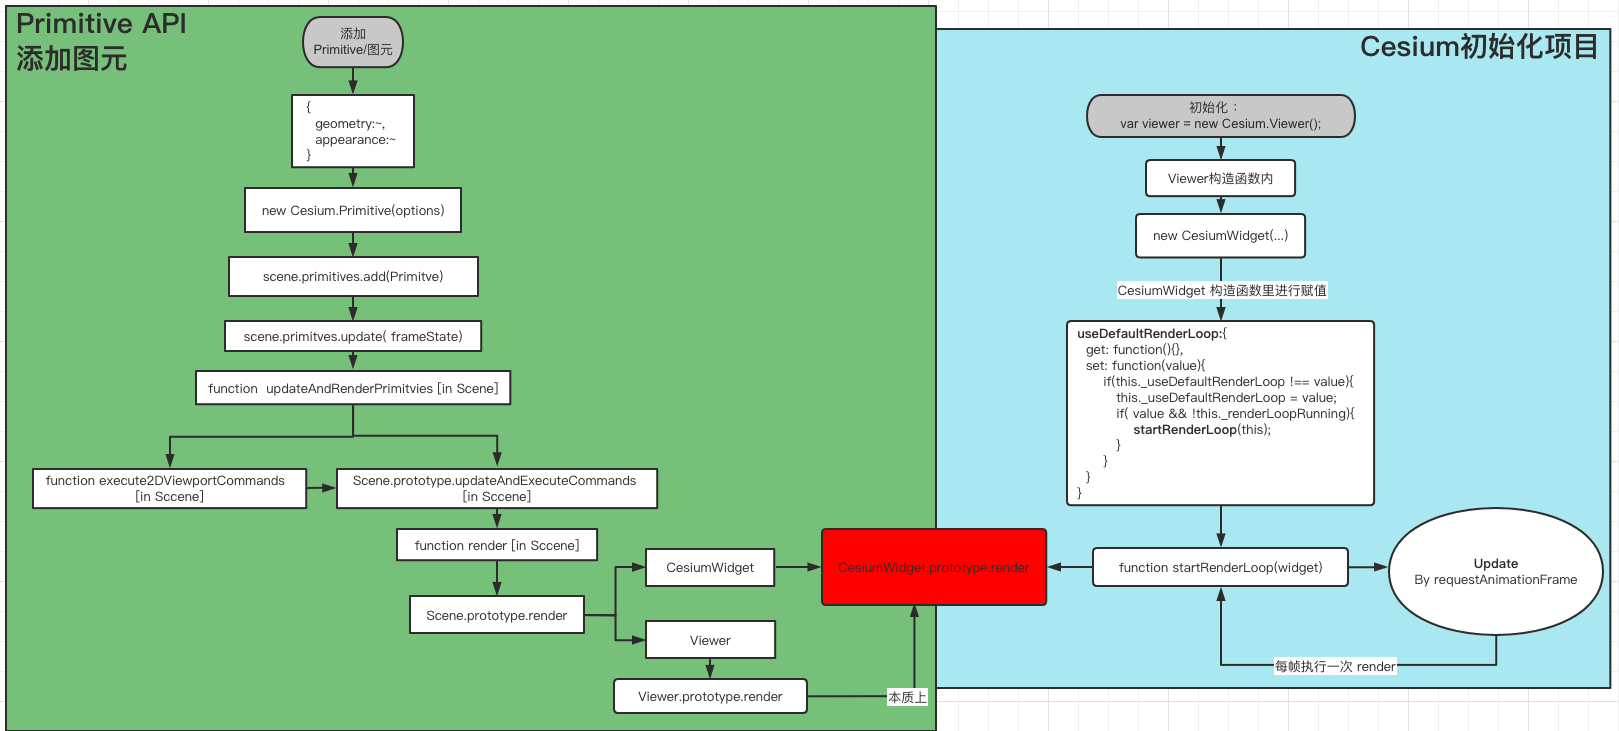 Primitive API
添加图元
添加
Primitive/图元
{
geometry:~,
appearance:~
}
new Cesium.Primitive(options)
scene.primitives.add(Primitve)
scene.primitves.update( frameState)
function  updateAndRenderPrimitvies [in Scene]
function execute2DViewportCommands
[in Sccene]
Scene.prototype.updateAndExecuteCommands
[in Sccene]
function render [in Sccene]
Scene.prototype.render
CesiumWidget
Viewer
Viewer.prototype.render
本质上
CesiumWidget.prototype.render
Cesium初始化项目
初始化：
var viewer = new Cesium.Viewer();
Viewer构造函数内
new CesiumWidget(...)
CesiumWidget 构造函数里进行赋值
useDefaultRenderLoop:{
get: function(){},
set: function(value){
if(this._useDefaultRenderLoop !== value){
this._useDefaultRenderLoop = value;
if( value && !this._renderLoopRunning){
startRenderLoop(this);
}
}
}
}
function startRenderLoop(widget)
Update
By requestAnimationFrame
每帧执行一次 render